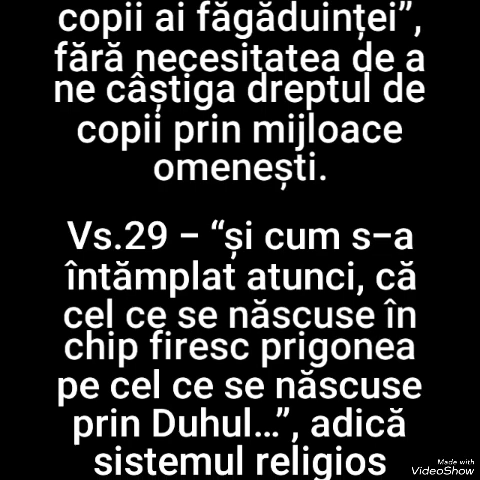 copii ai făgăduinței”,
fără necesitatea de a
ne câștiga dreptul de
copii prin mijloace
omenești.
Vs.29 – “și cum s–a
întâmplat atunci, că
cel ce se născuse în
chip firesc prigonea
pe cel ce se născuse
prin Duhul…”, adică
sistemul religios
Made with
VideoShow